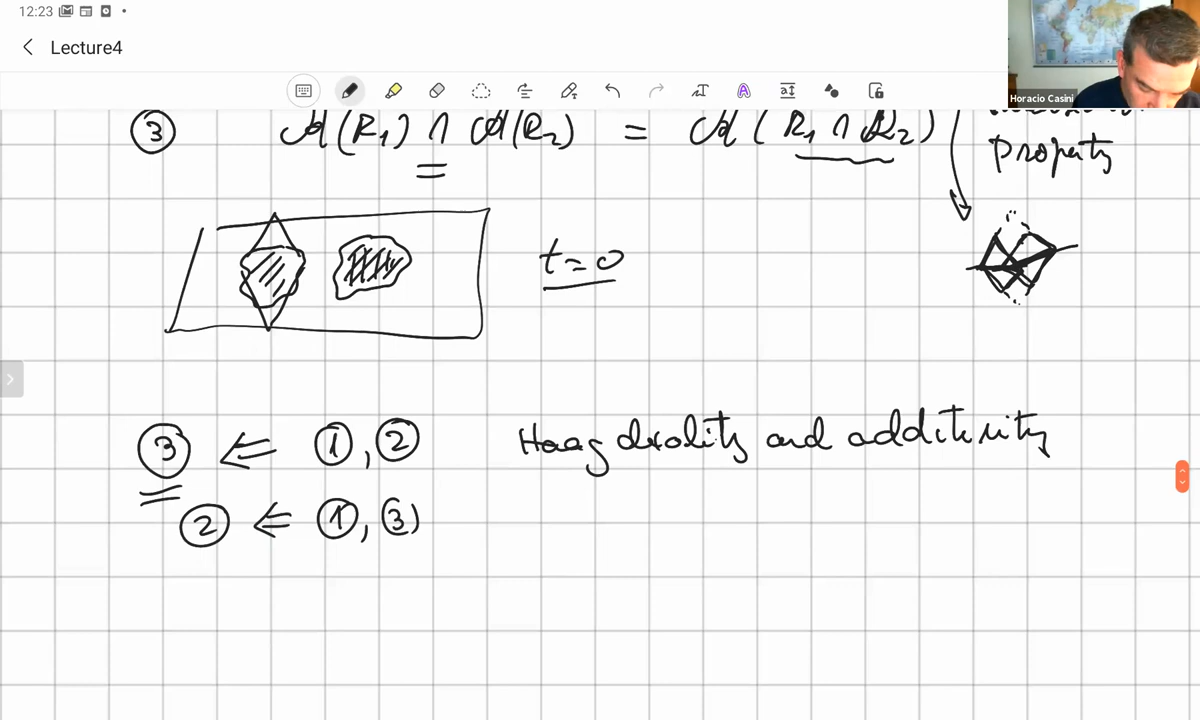 12:23
Lecture4
Horacio Casini
③ A(R₁) ∩ A(R₂) = A(R₁ ∩ R₂)
property
t=0
③ ⇐ ①, ② Haag duality and additivity
② ⇐ ①, ③